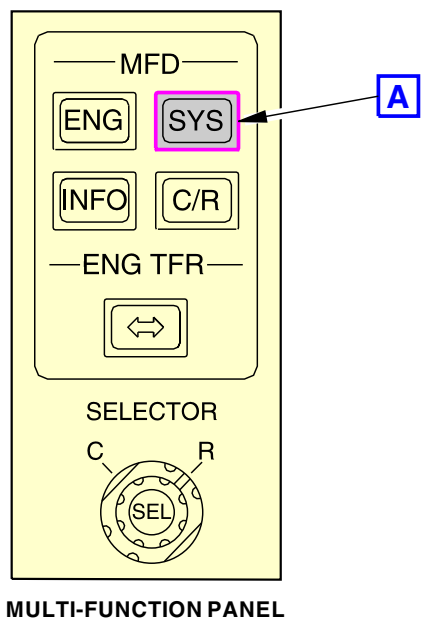 MFD
ENG SYS
A
INFO C/R
ENG TFR
SELECTOR
C R
SEL
MULTI-FUNCTION PANEL